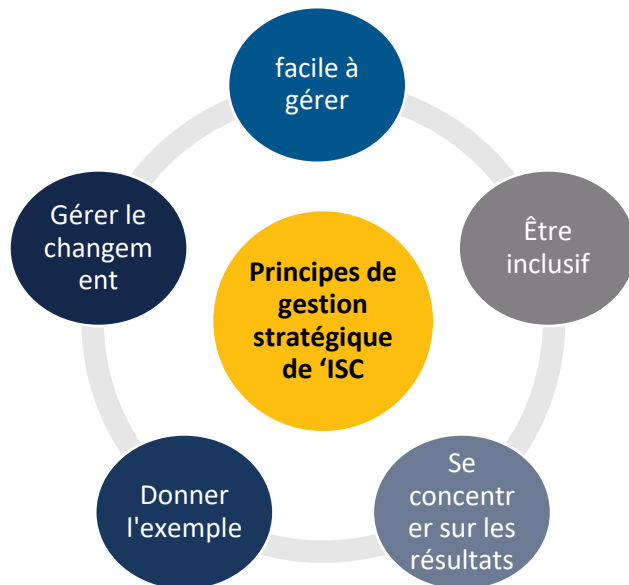 facile à
gérer
Être
inclusif
Se
concentr
er sur les
résultats
Donner
l'exemple
Gérer le
changem
ent
Principes de
gestion
stratégique
de ‘ISC